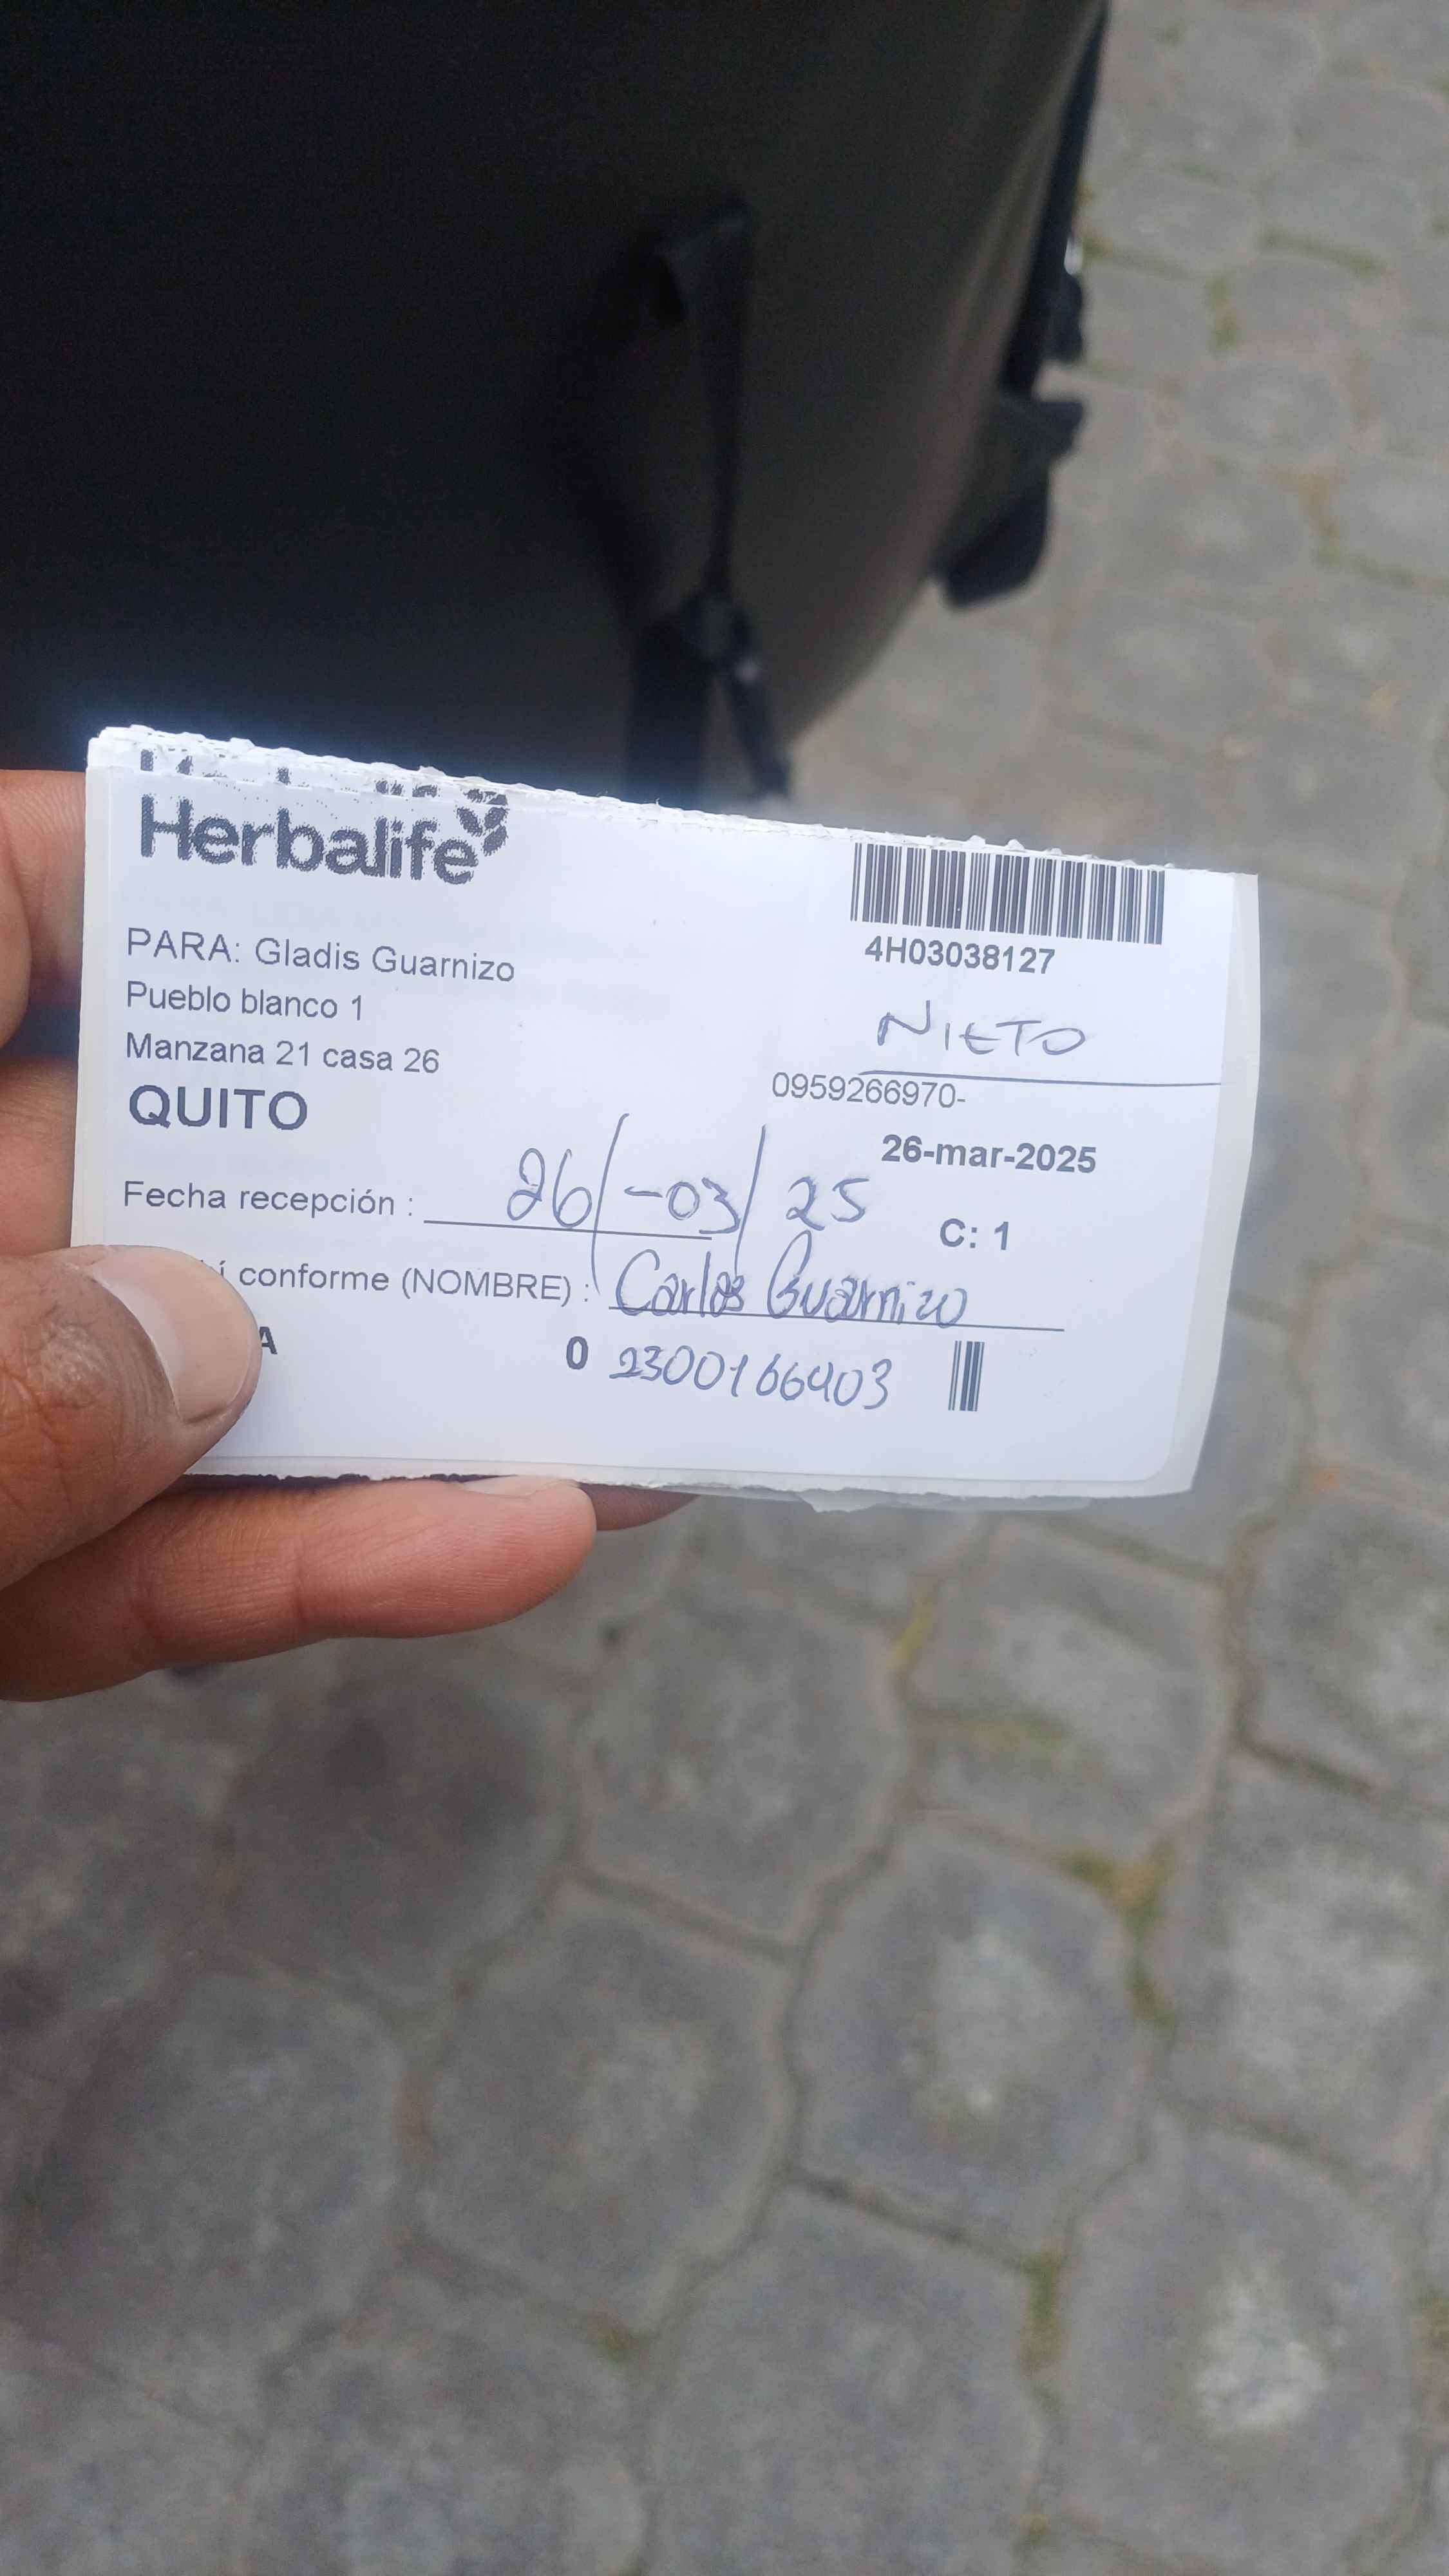 Herbalife
PARA: Gladis Guarnizo
Pueblo blanco 1
Manzana 21 casa 26
QUITO
4H03038127
NIETO
0959266970-
26-mar-2025
Fecha recepción : 26/-03/25
C: 1
í conforme (NOMBRE) : Carlos Guarnizo
A 0 2300166403